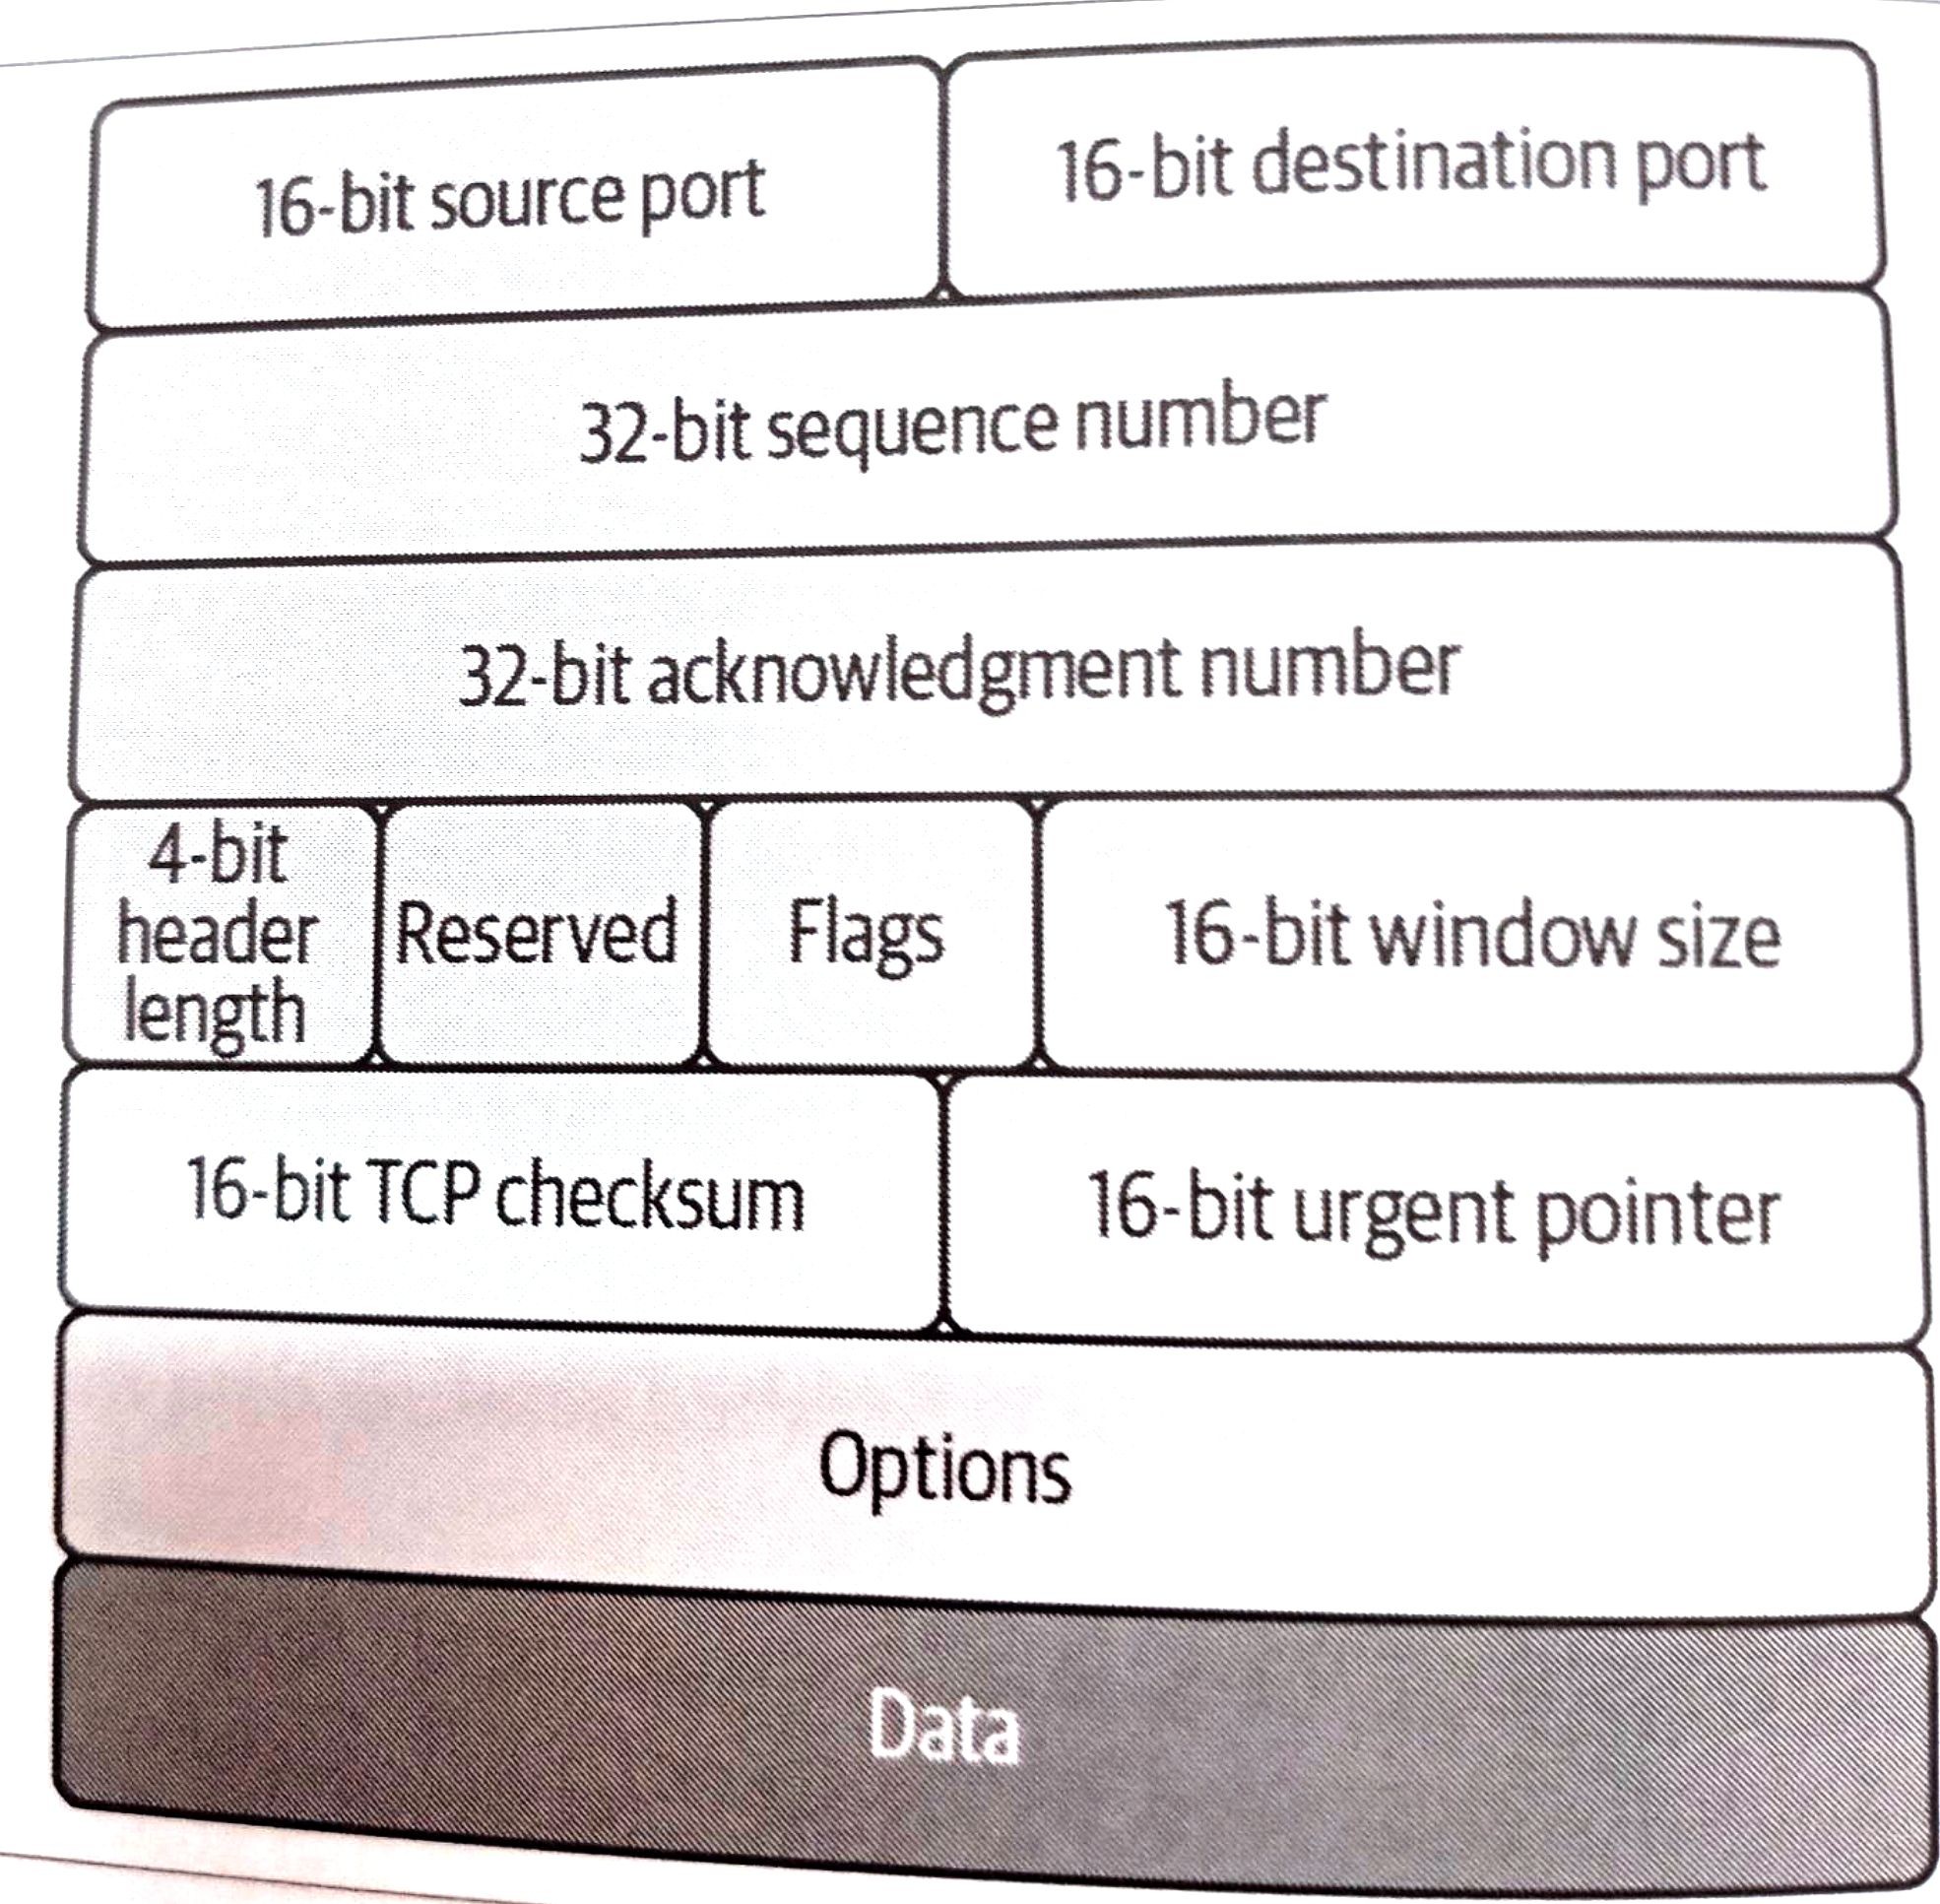 16-bit source port
16-bit destination port
32-bit sequence number
32-bit acknowledgment number
4-bit
header
length
Reserved
Flags
16-bit window size
16-bit TCP checksum
16-bit urgent pointer
Options
Data